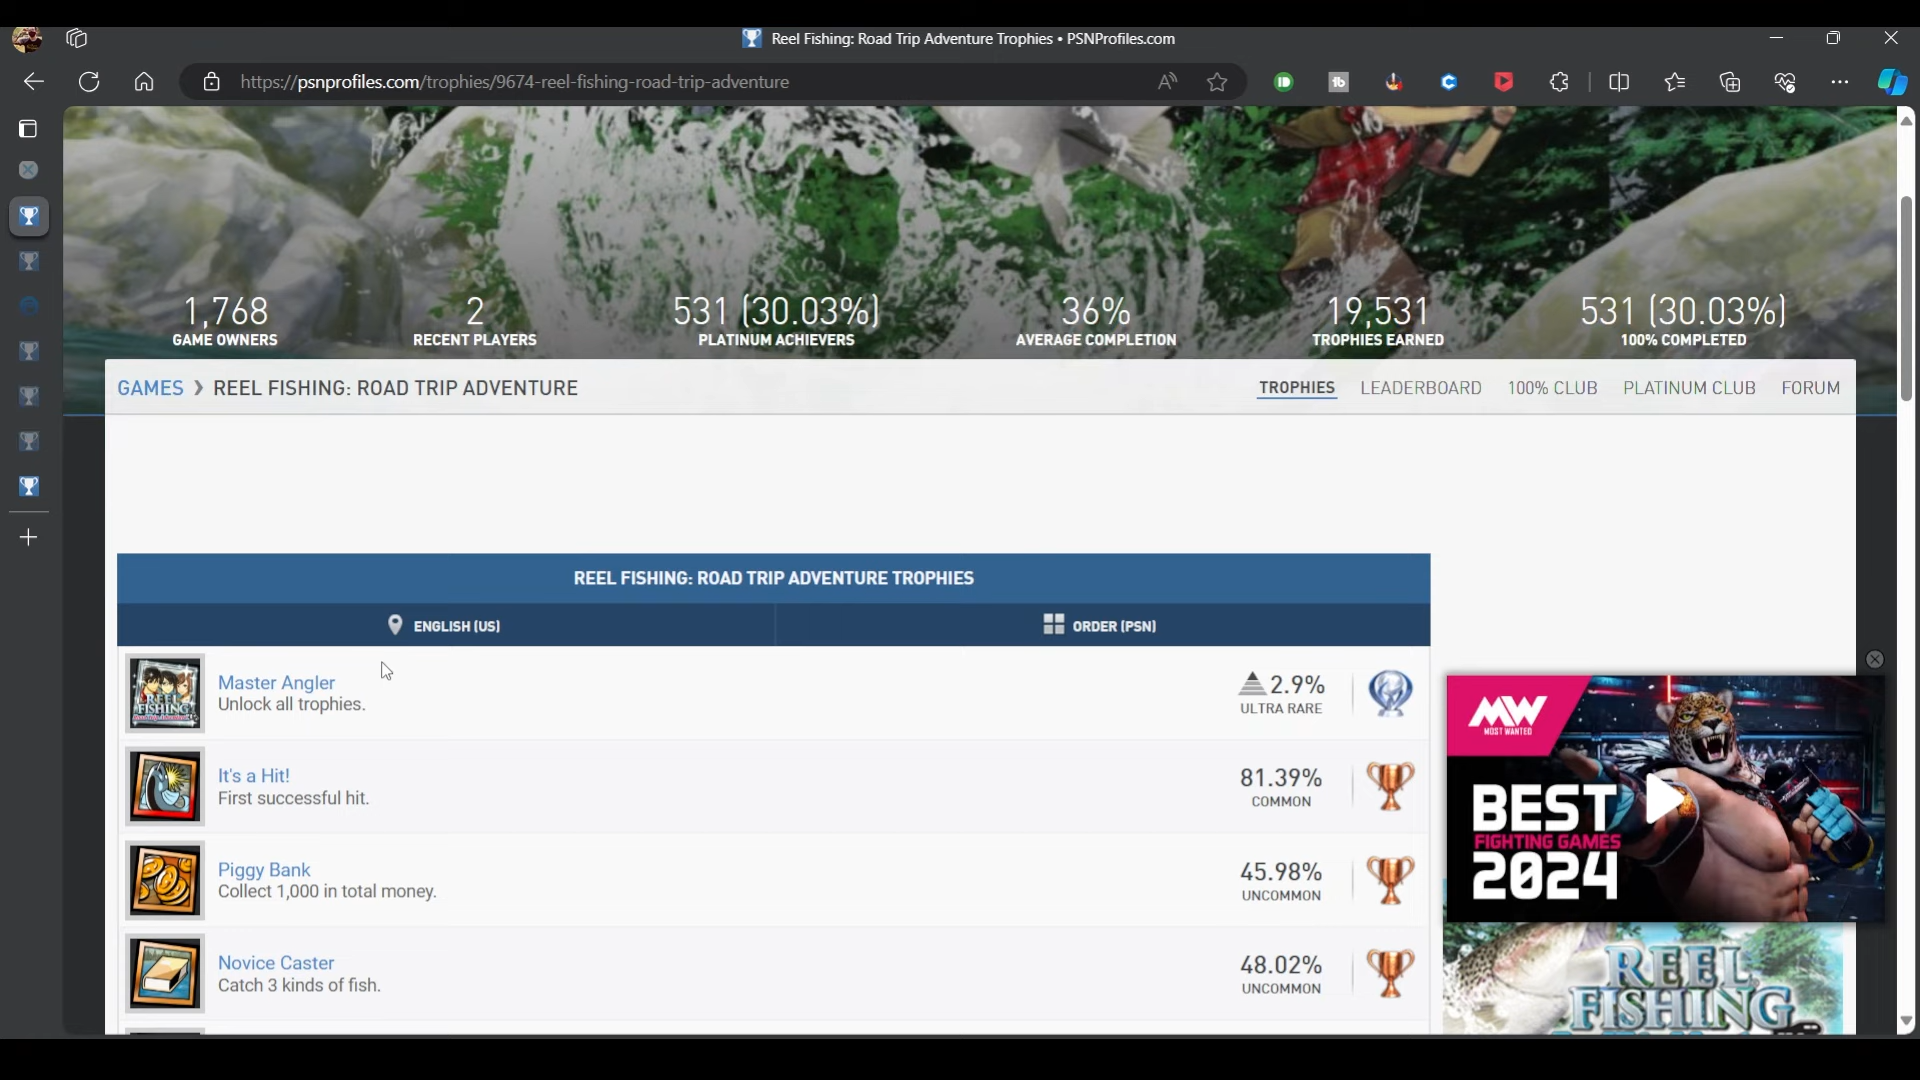 Reel Fishing: Road Trip Adventure Trophies • PSNProfiles.com
https://psnprofiles.com/trophies/9674-reel-fishing-road-trip-adventure
1,768
GAME OWNERS
2
RECENT PLAYERS
531 (30.03%)
PLATINUM ACHIEVERS
36%
AVERAGE COMPLETION
19,531
TROPHIES EARNED
531 (30.03%)
100% COMPLETED
GAMES › REEL FISHING: ROAD TRIP ADVENTURE
TROPHIES LEADERBOARD 100% CLUB PLATINUM CLUB FORUM
REEL FISHING: ROAD TRIP ADVENTURE TROPHIES
ENGLISH (US)
ORDER (PSN)
Master Angler
Unlock all trophies.
2.9%
ULTRA RARE
It's a Hit!
First successful hit.
81.39%
COMMON
Piggy Bank
Collect 1,000 in total money.
45.98%
UNCOMMON
Novice Caster
Catch 3 kinds of fish.
48.02%
UNCOMMON
MW
MOST WANTED
BEST
FIGHTING GAMES
2024
REEL
FISHING